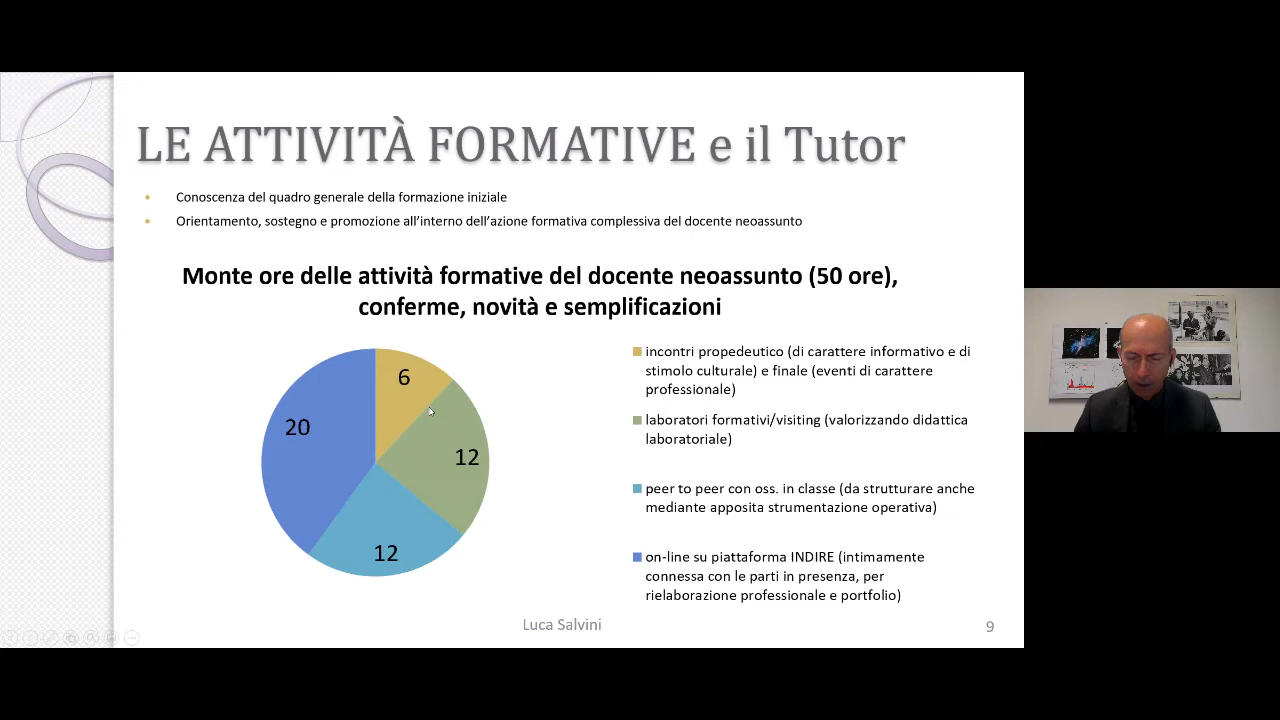 LE ATTIVITÀ FORMATIVE e il Tutor
• Conoscenza del quadro generale della formazione iniziale
• Orientamento, sostegno e promozione all’interno dell’azione formativa complessiva del docente neoassunto
Monte ore delle attività formative del docente neoassunto (50 ore),
conferme, novità e semplificazioni
6
20
12
12
incontri propedeutico (di carattere informativo e di
stimolo culturale) e finale (eventi di carattere
professionale)
laboratori formativi/visiting (valorizzando didattica
laboratoriale)
peer to peer con oss. in classe (da strutturare anche
mediante apposita strumentazione operativa)
on-line su piattaforma INDIRE (intimamente
connessa con le parti in presenza, per
rielaborazione professionale e portfolio)
Luca Salvini
9